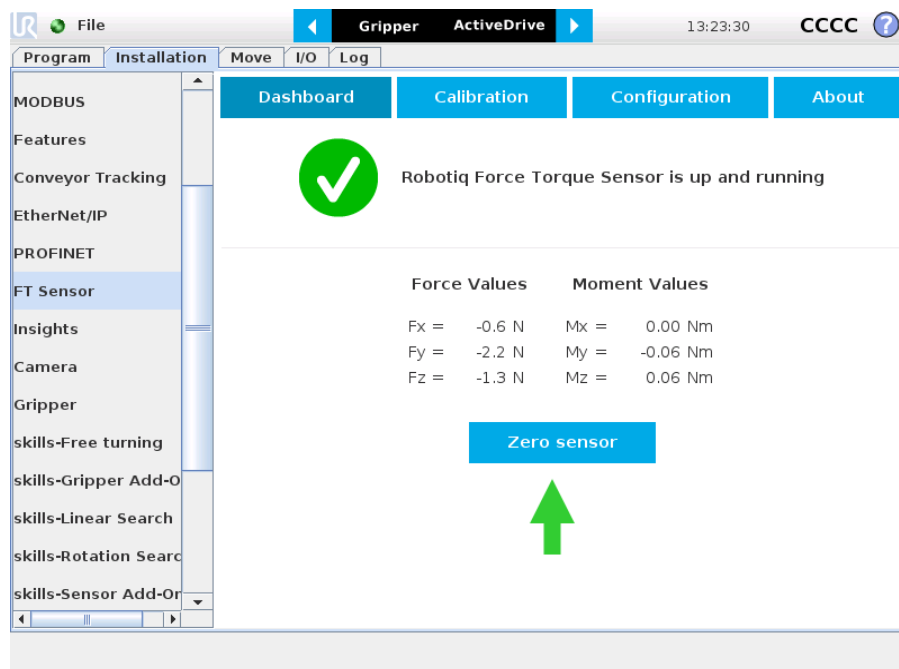 UR File Gripper ActiveDrive 13:23:30 CCCC ?
Program Installation Move I/O Log
MODBUS
Features
Conveyor Tracking
EtherNet/IP
PROFINET
FT Sensor
Insights
Camera
Gripper
skills-Free turning
skills-Gripper Add-O
skills-Linear Search
skills-Rotation Searc
skills-Sensor Add-Or
Dashboard Calibration Configuration About
Robotiq Force Torque Sensor is up and running
Force Values Moment Values
Fx = -0.6 N Mx = 0.00 Nm
Fy = -2.2 N My = -0.06 Nm
Fz = -1.3 N Mz = 0.06 Nm
Zero sensor